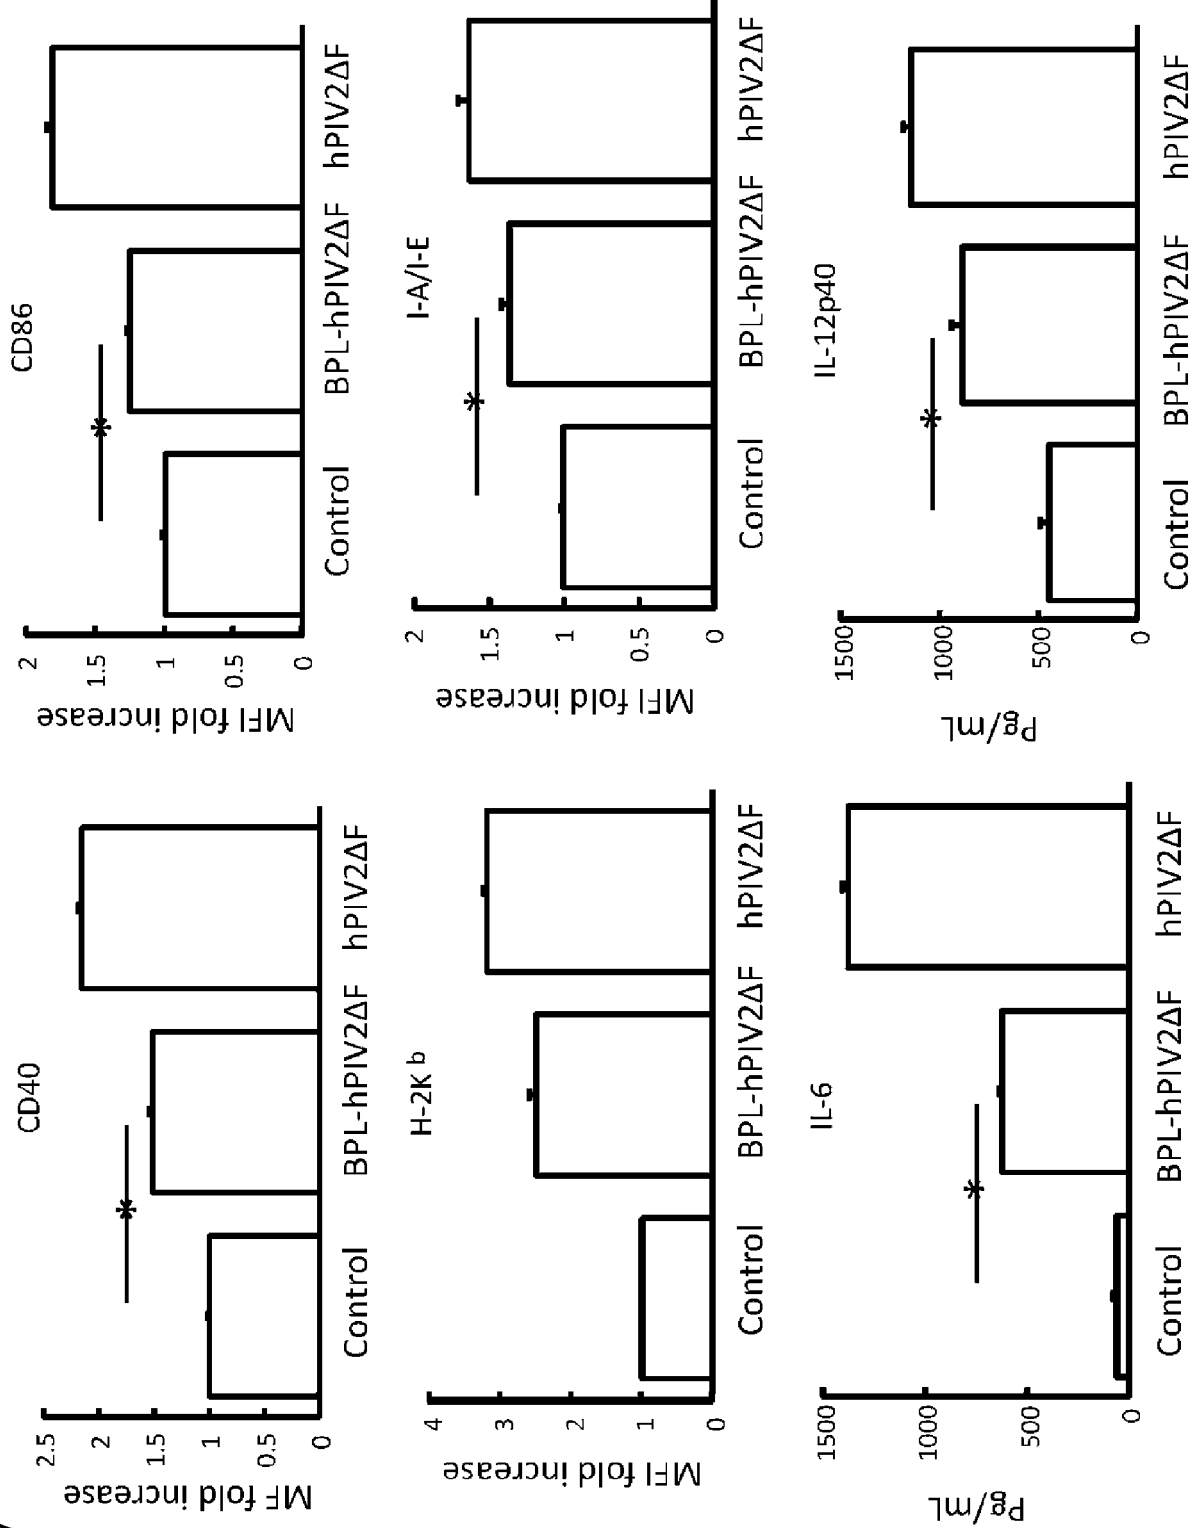 CD40
MF fold increase
2.5
2
1.5
1
0.5
0
*
Control BPL-hPIV2ΔF hPIV2ΔF
CD86
MFI fold increase
2
1.5
1
0.5
0
*
Control BPL-hPIV2ΔF hPIV2ΔF
H-2K b
MFI fold increase
4
3
2
1
0
Control BPL-hPIV2ΔF hPIV2ΔF
I-A/I-E
MFI fold increase
2
1.5
1
0.5
0
*
Control BPL-hPIV2ΔF hPIV2ΔF
IL-6
Pg/mL
1500
1000
500
0
*
Control BPL-hPIV2ΔF hPIV2ΔF
IL-12p40
Pg/mL
1500
1000
500
0
*
Control BPL-hPIV2ΔF hPIV2ΔF